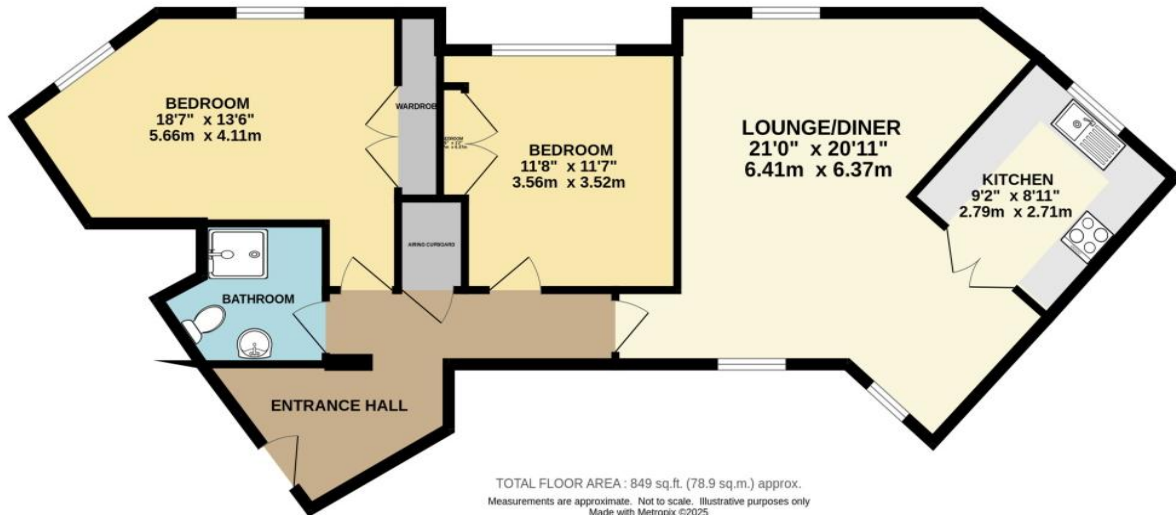 BEDROOM
18'7" x 13'6"
5.66m x 4.11m
WARDROBE
BEDROOM
11'8" x 11'7"
3.56m x 3.52m
LOUNGE/DINER
21'0" x 20'11"
6.41m x 6.37m
KITCHEN
9'2" x 8'11"
2.79m x 2.71m
AIRING CUPBOARD
BATHROOM
ENTRANCE HALL
TOTAL FLOOR AREA : 849 sq.ft. (78.9 sq.m.) approx.
Measurements are approximate. Not to scale. Illustrative purposes only
Made with Metropix ©2025